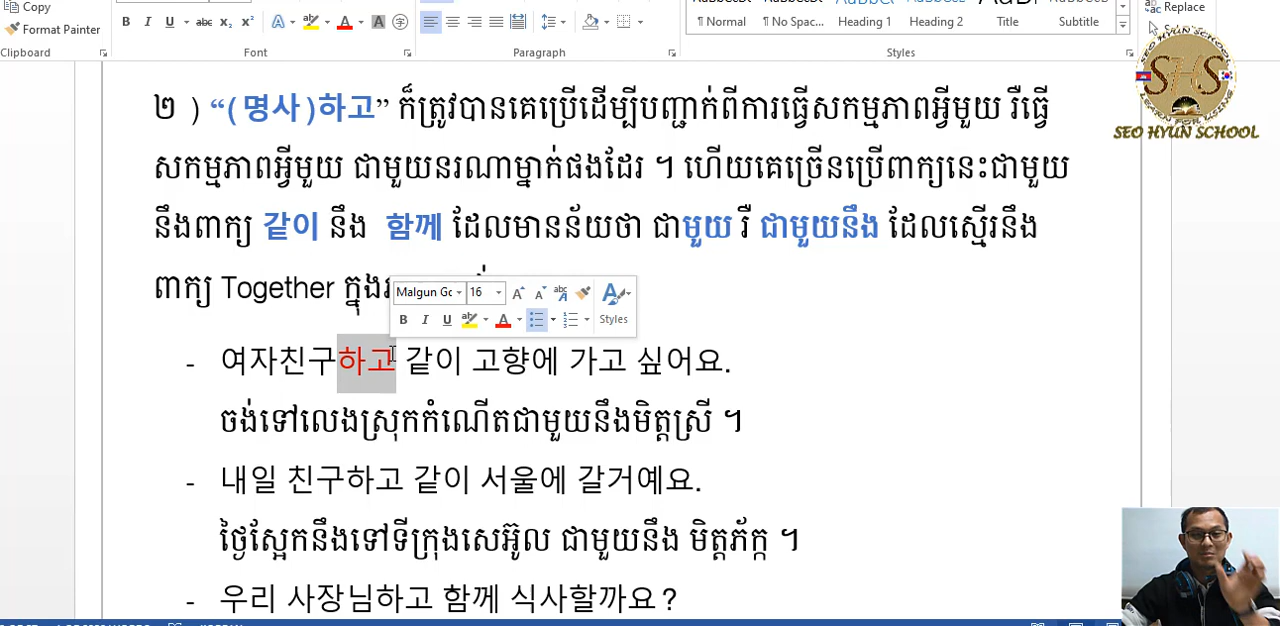 Copy
Format Painter
Clipboard
Font
Paragraph
¶ Normal ¶ No Spac... Heading 1 Heading 2 Title Subtitle
Styles
Replace
SHS
SEO HYUN SCHOOL
២ ) “(명사)하고” ក៏ត្រូវបានគេប្រើដើម្បីបញ្ជាក់ពីការធ្វើសកម្មភាពអ្វីមួយ រឺធ្វើ
សកម្មភាពអ្វីមួយ ជាមួយនរណាម្នាក់ផងដែរ ។ ហើយគេច្រើនប្រើពាក្យនេះជាមួយ
នឹងពាក្យ 같이 នឹង 함께 ដែលមានន័យថា ជាមួយ រឺ ជាមួយនឹង ដែលស្មើរនឹង
ពាក្យ Together
Malgun Gc 16
Styles
- 여자친구하고 같이 고향에 가고 싶어요.
ចង់ទៅលេងស្រុកកំណើតជាមួយនឹងមិត្តស្រី ។
- 내일 친구하고 같이 서울에 갈거예요.
ថ្ងៃស្អែកនឹងទៅទីក្រុងសេអ៊ូល ជាមួយនឹង មិត្តភ័ក្ក ។
- 우리 사장님하고 함께 식사할까요?